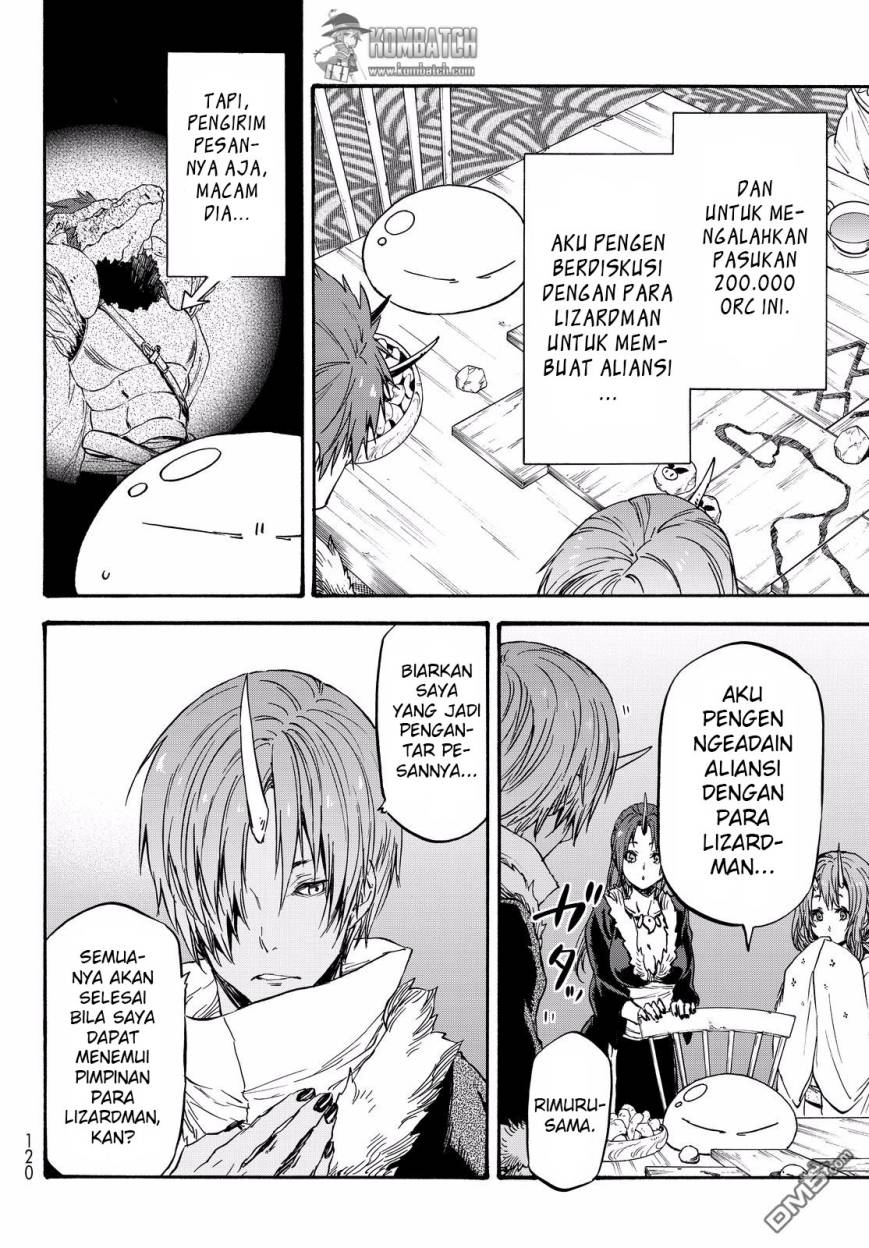 KOMBATCH
www.kombatch.com
DAN
UNTUK ME-
NGALAHKAN
PASUKAN
200.000
ORC INI.
AKU PENGEN
BERDISKUSI
DENGAN PARA
LIZARDMAN
UNTUK MEM-
BUAT ALIANSI
...
TAPI,
PENGIRIM
PESAN-
NYA AJA,
MACAM
DIA...
AKU
PENGEN
NGEADAIN
ALIANSI
DENGAN
PARA
LIZARD-
MAN...
ガタッ
RIMURU-
SAMA.
BIARKAN
SAYA
YANG JADI
PENGAN-
TAR PE-
SANNYA...
SEMUA-
NYA AKAN
SELESAI
BILA SAYA
DAPAT
MENEMUI
PIMPINAN
PARA
LIZARDMAN,
KAN?
120